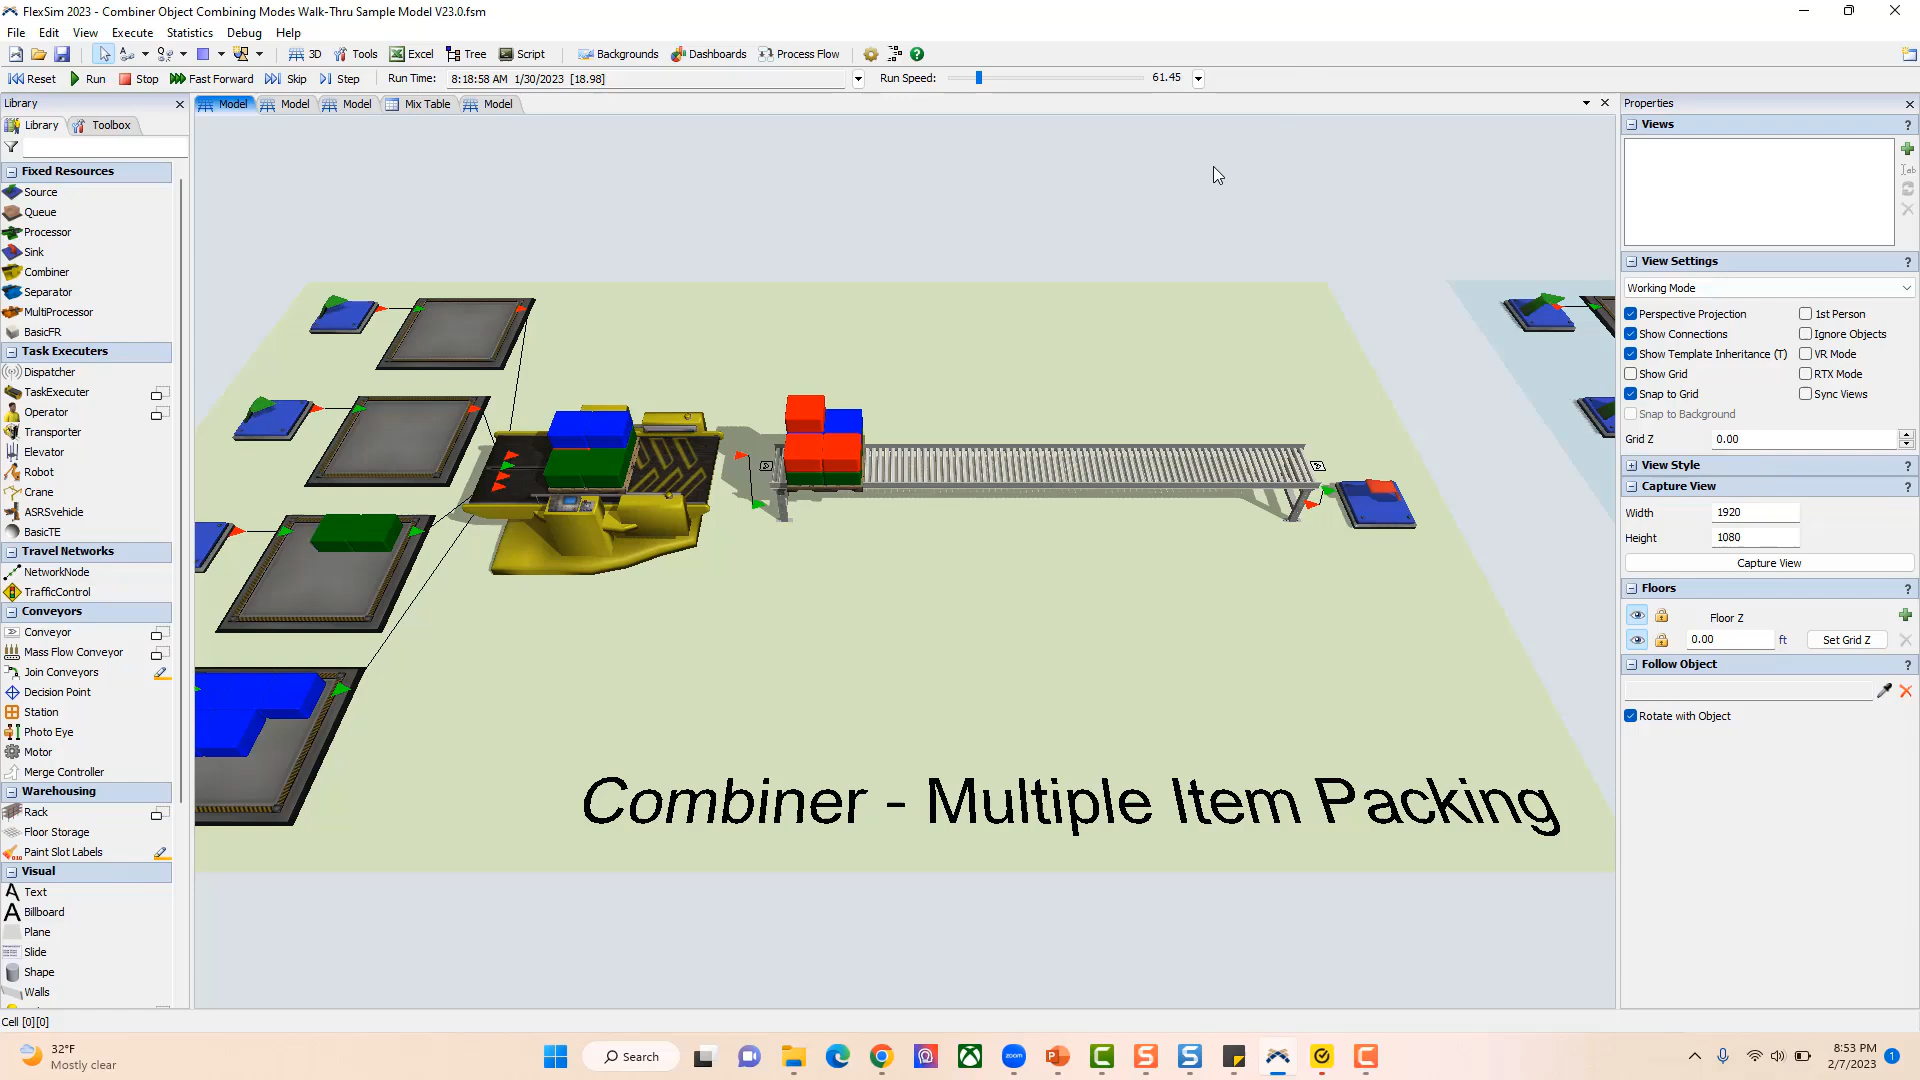 FlexSim 2023 - Combiner Object Combining Modes Walk-Thru Sample Model V23.0.fsm
File Edit View Execute Statistics Debug Help
3D Tools Excel Tree Script Backgrounds Dashboards Process Flow
Reset Run Stop Fast Forward Skip Step Run Time: 8:18:58 AM 1/30/2023 [18.98] Run Speed: 61.45
Library
Library Toolbox
Fixed Resources
Source
Queue
Processor
Sink
Combiner
Separator
MultiProcessor
BasicFR
Task Executers
Dispatcher
TaskExecuter
Operator
Transporter
Elevator
Robot
Crane
ASRSvehicle
BasicTE
Travel Networks
NetworkNode
TrafficControl
Conveyors
Conveyor
Mass Flow Conveyor
Join Conveyors
Decision Point
Station
Photo Eye
Motor
Merge Controller
Warehousing
Rack
Floor Storage
Paint Slot Labels
Visual
Text
Billboard
Plane
Slide
Shape
Walls
Model Model Model Mix Table Model
Combiner - Multiple Item Packing
Properties
Views
View Settings
Working Mode
Perspective Projection 1st Person
Show Connections Ignore Objects
Show Template Inheritance (T) VR Mode
Show Grid RTX Mode
Snap to Grid Sync Views
Snap to Background
Grid Z 0.00
View Style
Capture View
Width 1920
Height 1080
Capture View
Floors
Floor Z
0.00 ft Set Grid Z
Follow Object
Rotate with Object
Cell [0][0]
32°F
Mostly clear
Search
zoom
8:53 PM
2/7/2023
1